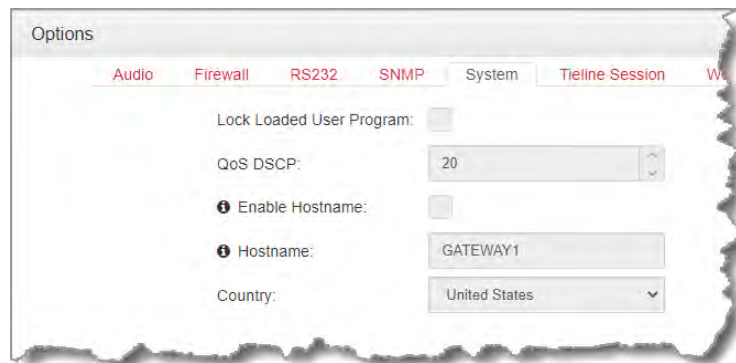 Options
Audio Firewall RS232 SNMP System Tieline Session
Lock Loaded User Program:
QoS DSCP: 20
Enable Hostname:
Hostname: GATEWAY1
Country: United States